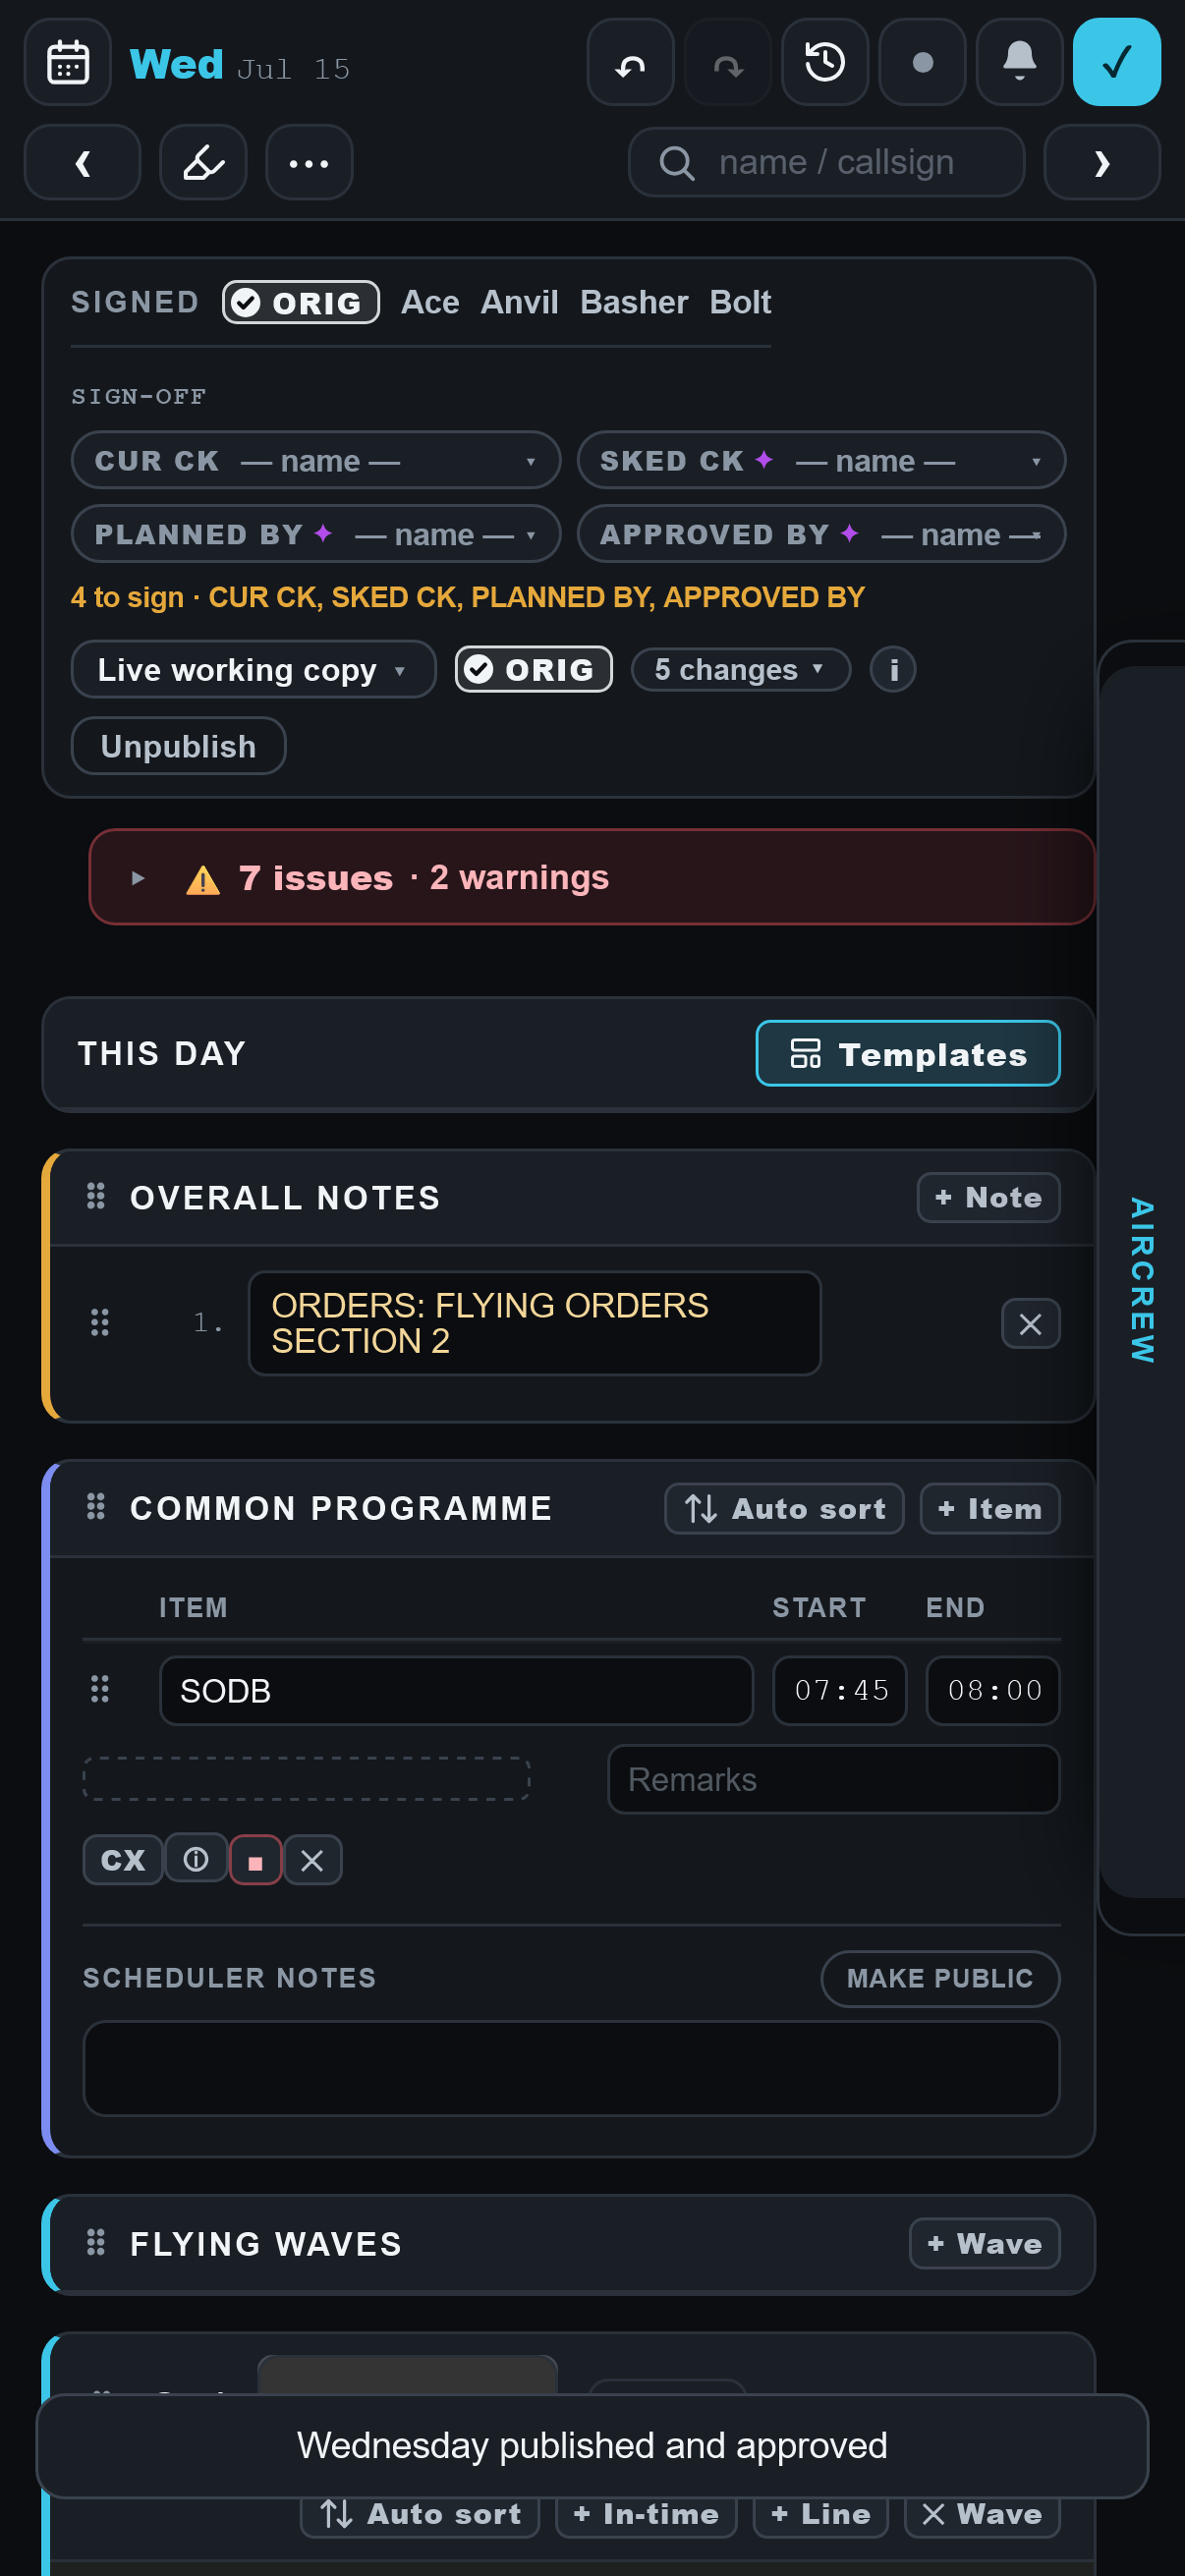 Wed Jul 15
name / callsign
SIGNED ORIG Ace Anvil Basher Bolt
SIGN-OFF
CUR CK — name —
SKED CK — name —
PLANNED BY — name —
APPROVED BY — name —
4 to sign · CUR CK, SKED CK, PLANNED BY, APPROVED BY
Live working copy ORIG 5 changes i
Unpublish
7 issues · 2 warnings
THIS DAY Templates
AIRCREW
OVERALL NOTES + Note
1. ORDERS: FLYING ORDERS
SECTION 2
COMMON PROGRAMME Auto sort + Item
ITEM START END
SODB 07:45 08:00
Remarks
CX
SCHEDULER NOTES MAKE PUBLIC
FLYING WAVES + Wave
Wednesday published and approved
Auto sort + In-time + Line × Wave